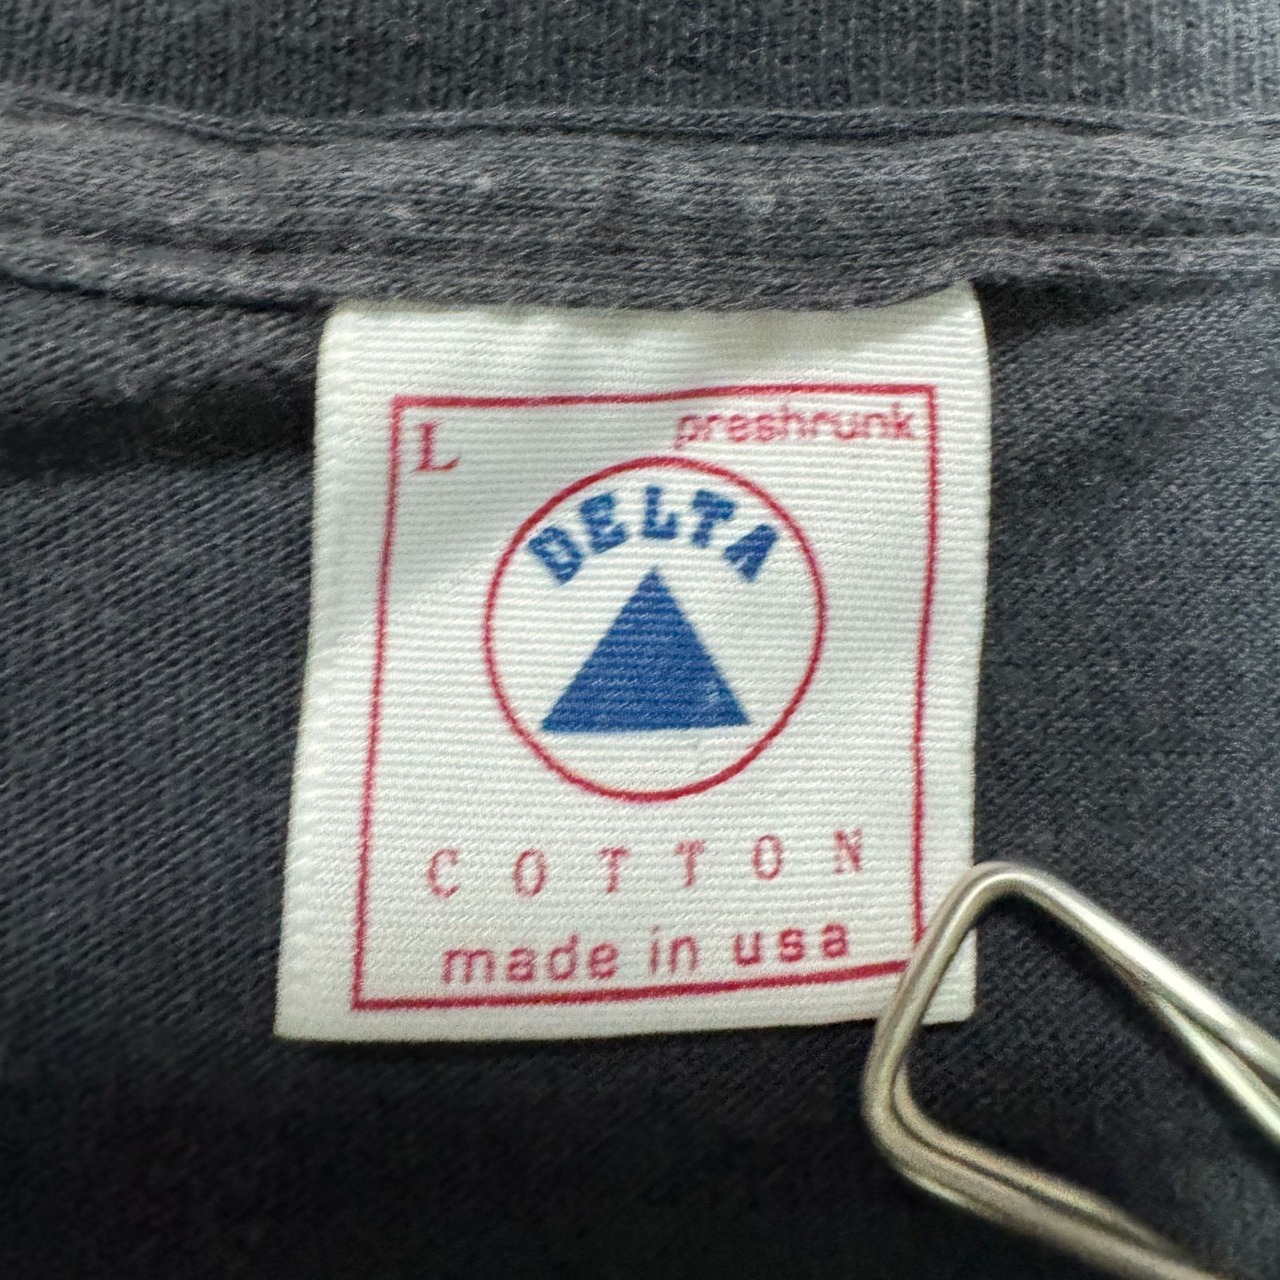 L preshrunk
DELTA
COTTON
made in usa